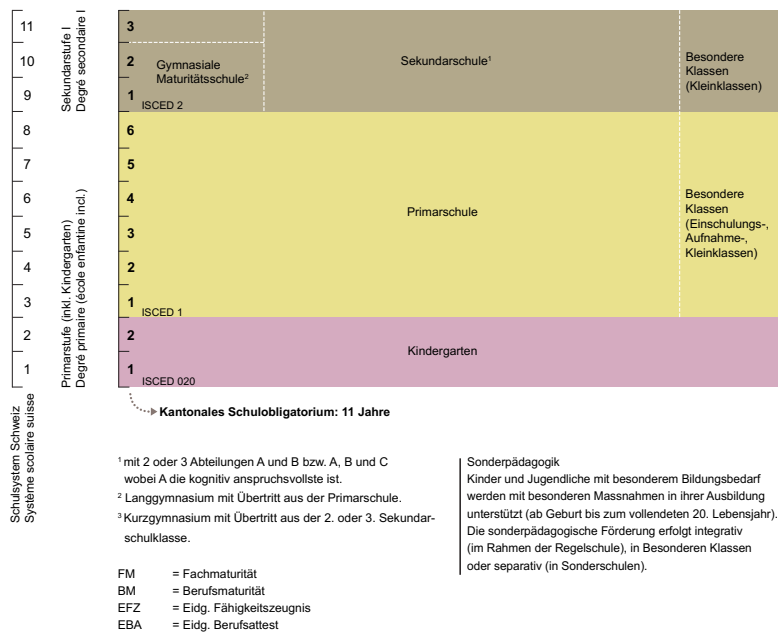 11
10
9
8
7
6
5
4
3
2
1
Schulsystem Schweiz
Système scolaire suisse
Sekundarstufe I
Degré secondaire I
Primarstufe (inkl. Kindergarten)
Degré primaire (école enfantine incl.)
3
2
1
ISCED 2
Gymnasiale
Maturitätsschule²
Sekundarschule¹
Besondere
Klassen
(Kleinklassen)
6
5
4
3
2
1
ISCED 1
Primarschule
Besondere
Klassen
(Einschulungs-,
Aufnahme-,
Kleinklassen)
2
1
ISCED 020
Kindergarten
Kantonales Schulobligatorium: 11 Jahre
¹ mit 2 oder 3 Abteilungen A und B bzw. A, B und C
wobei A die kognitiv anspruchsvollste ist.
² Langgymnasium mit Übertritt aus der Primarschule.
³ Kurzgymnasium mit Übertritt aus der 2. oder 3. Sekundar-
schulklasse.
FM = Fachmaturität
BM = Berufsmaturität
EFZ = Eidg. Fähigkeitszeugnis
EBA = Eidg. Berufsattest
Sonderpädagogik
Kinder und Jugendliche mit besonderem Bildungsbedarf
werden mit besonderen Massnahmen in ihrer Ausbildung
unterstützt (ab Geburt bis zum vollendeten 20. Lebensjahr).
Die sonderpädagogische Förderung erfolgt integrativ
(im Rahmen der Regelschule), in Besonderen Klassen
oder separativ (in Sonderschulen).